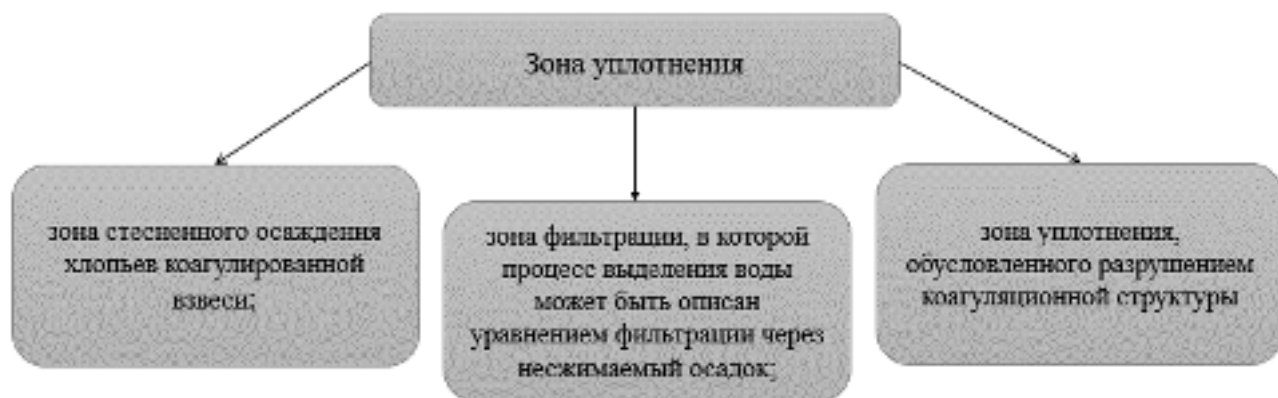 Зона уплотнения
зона стесненного осаждения
хлопьев коагулированной
взвеси;
зона фильтрации, в которой
процесс выделения воды
может быть описан
уравнением фильтрации через
несжимаемый осадок;
зона уплотнения,
обусловленного разрушением
коагуляционной структуры